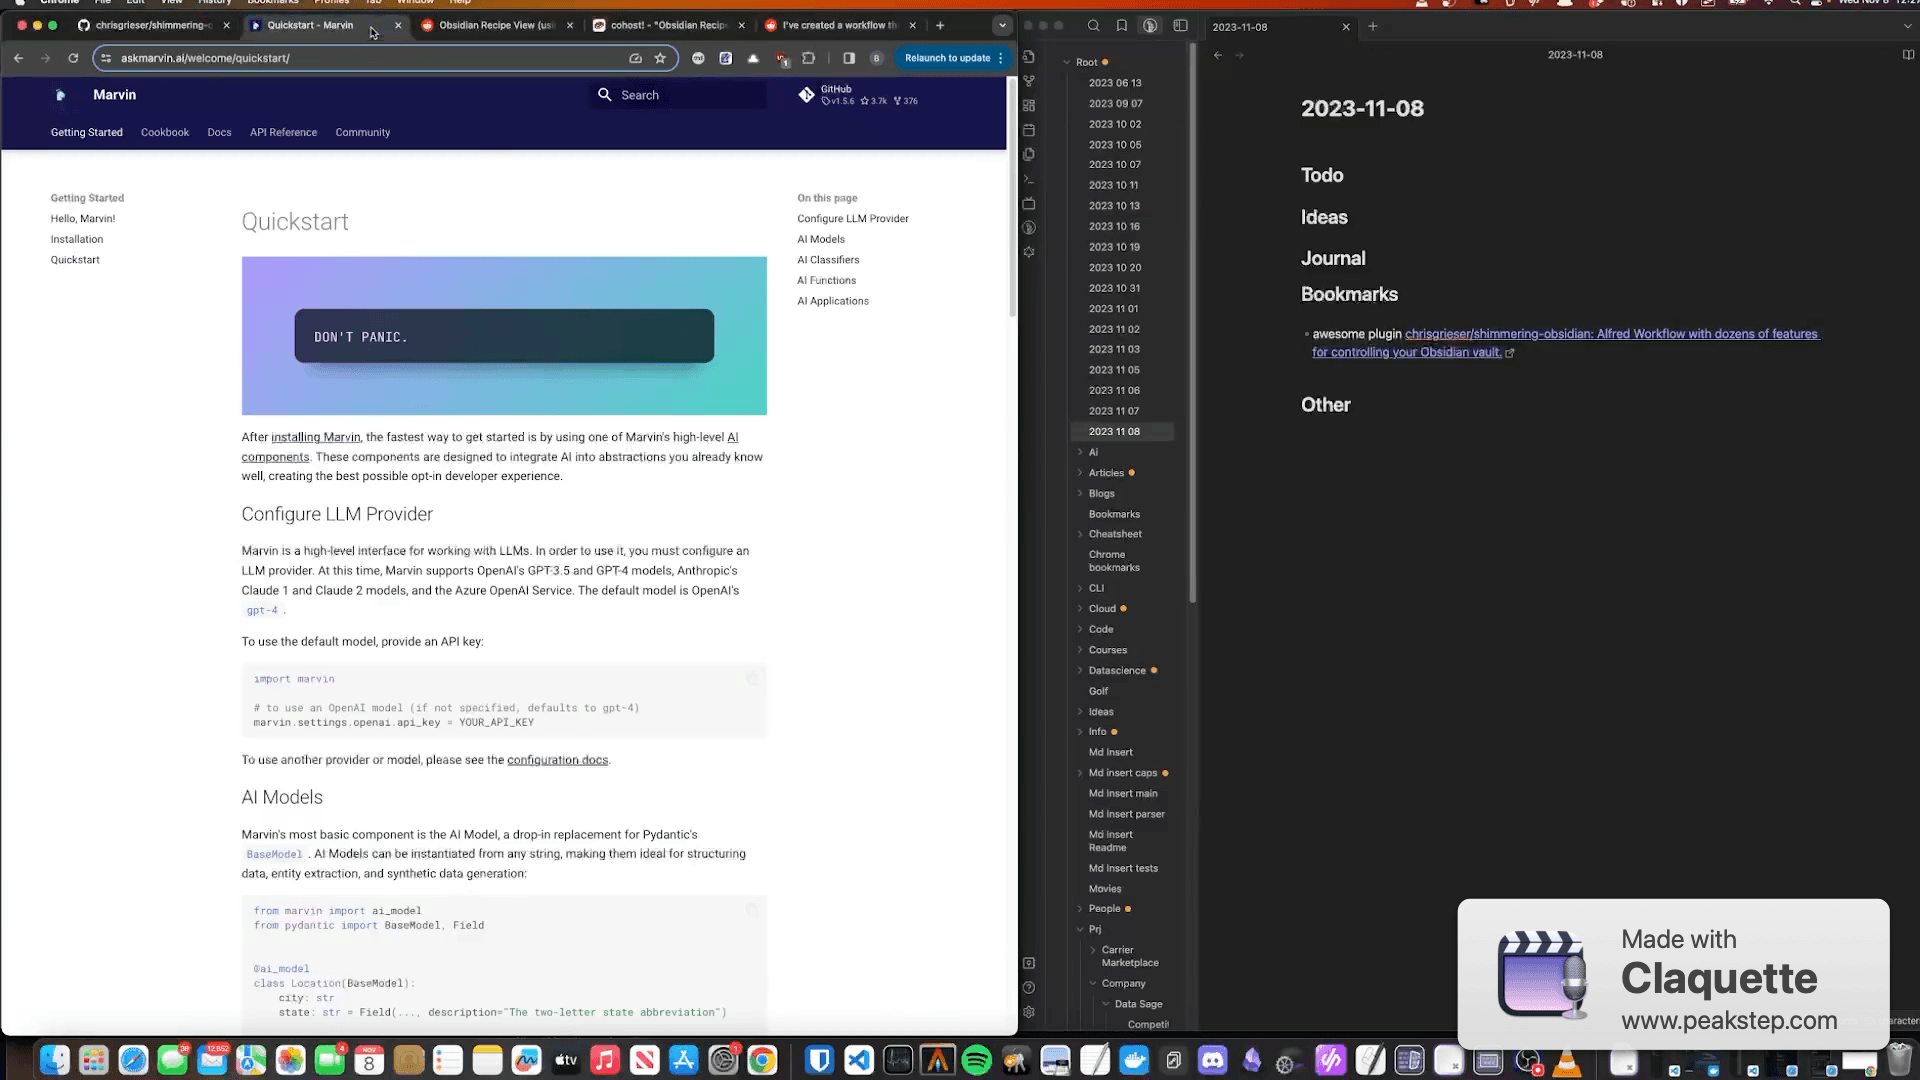 Chrome File Edit View History Bookmarks Profiles Tab Window Help
Wed Nov 8 12:2
chrisgrieser/shimmering-o
Quickstart - Marvin
Obsidian Recipe View (us
cohost! - "Obsidian Recip
I've created a workflow th
askmarvin.ai/welcome/quickstart/
Relaunch to update
Marvin
Search
GitHub
v1.5.6 3.7k 376
Getting Started Cookbook Docs API Reference Community
Getting Started
Hello, Marvin!
Installation
Quickstart
Quickstart
DON'T PANIC.
After installing Marvin, the fastest way to get started is by using one of Marvin's high-level AI
components. These components are designed to integrate AI into abstractions you already know
well, creating the best possible opt-in developer experience.
Configure LLM Provider
Marvin is a high-level interface for working with LLMs. In order to use it, you must configure an
LLM provider. At this time, Marvin supports OpenAI's GPT-3.5 and GPT-4 models, Anthropic's
Claude 1 and Claude 2 models, and the Azure OpenAI Service. The default model is OpenAI's
gpt-4 .
To use the default model, provide an API key:
import marvin
# to use an OpenAI model (if not specified, defaults to gpt-4)
marvin.settings.openai.api_key = YOUR_API_KEY
To use another provider or model, please see the configuration docs.
AI Models
Marvin's most basic component is the AI Model, a drop-in replacement for Pydantic's
BaseModel . AI Models can be instantiated from any string, making them ideal for structuring
data, entity extraction, and synthetic data generation:
from marvin import ai_model
from pydantic import BaseModel, Field
@ai_model
class Location(BaseModel):
city: str
state: str = Field(..., description="The two-letter state abbreviation")
On this page
Configure LLM Provider
AI Models
AI Classifiers
AI Functions
AI Applications
Root
2023 06 13
2023 09 07
2023 10 02
2023 10 05
2023 10 07
2023 10 11
2023 10 13
2023 10 16
2023 10 19
2023 10 20
2023 10 31
2023 11 01
2023 11 02
2023 11 03
2023 11 05
2023 11 06
2023 11 07
2023 11 08
Ai
Articles
Blogs
Bookmarks
Cheatsheet
Chrome
bookmarks
CLI
Cloud
Code
Courses
Datascience
Golf
Ideas
Info
Md Insert
Md insert caps
Md insert main
Md Insert parser
Md Insert
Readme
Md Insert tests
Movies
People
Prj
Carrier
Marketplace
Company
Data Sage
Competit
2023-11-08
2023-11-08
2023-11-08
Todo
Ideas
Journal
Bookmarks
awesome plugin chrisgrieser/shimmering-obsidian: Alfred Workflow with dozens of features
for controlling your Obsidian vault.
Other
Made with
Claquette
www.peakstep.com